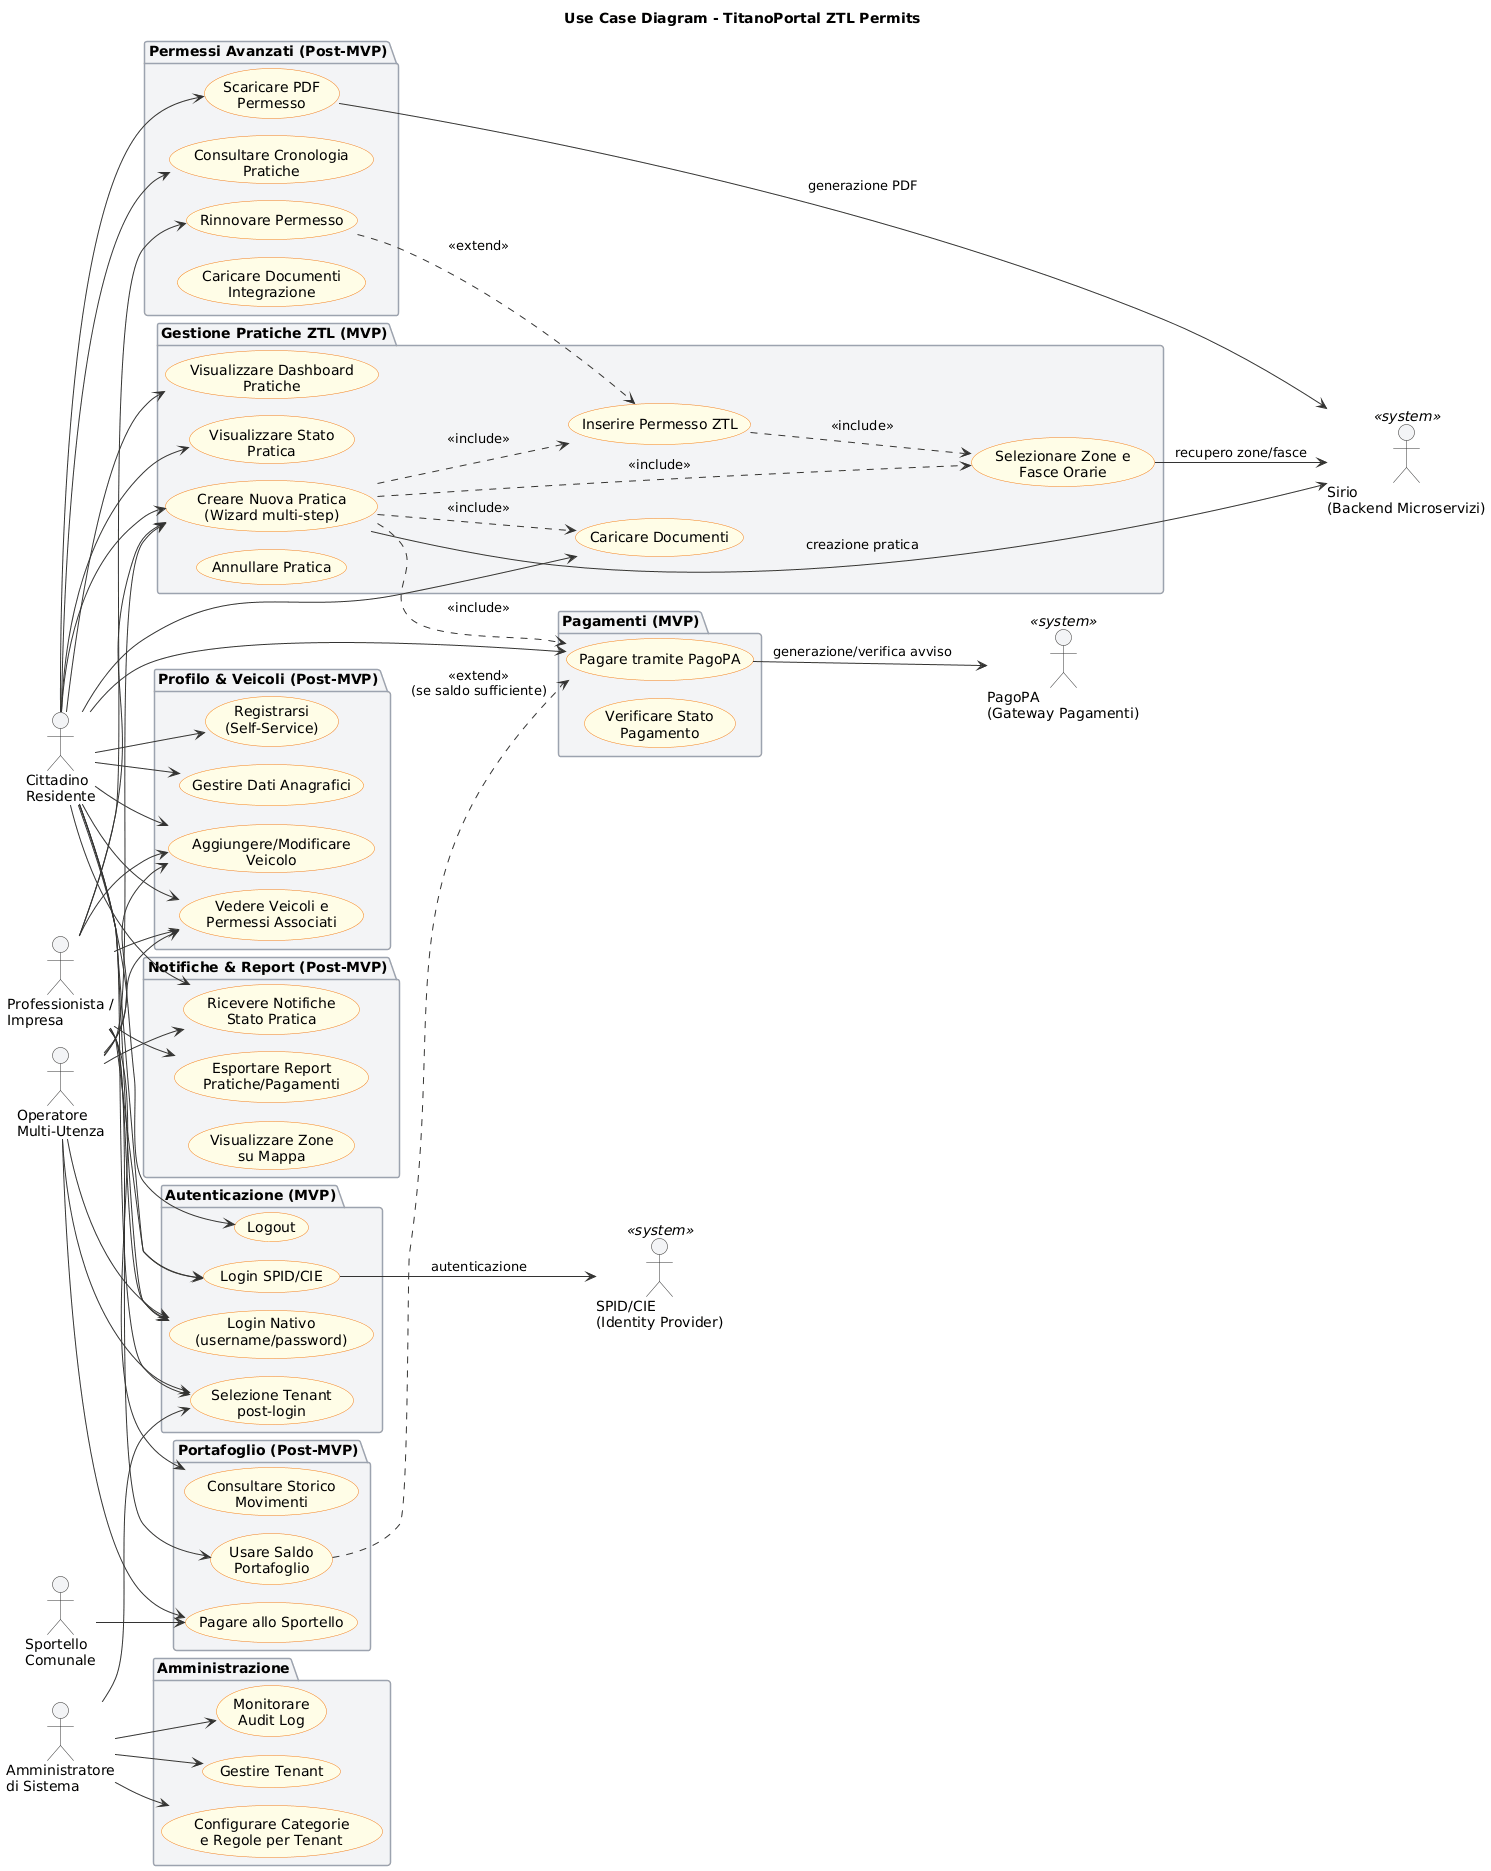 Use Case Diagram - TitanoPortal ZTL Permits
Permessi Avanzati (Post-MVP)
Scaricare PDF
Permesso
Consultare Cronologia
Pratiche
Rinnovare Permesso
Caricare Documenti
Integrazione
generazione PDF
«extend»
Gestione Pratiche ZTL (MVP)
Visualizzare Dashboard
Pratiche
Visualizzare Stato
Pratica
Creare Nuova Pratica
(Wizard multi-step)
Annullare Pratica
«include»
«include»
«include»
«include»
Inserire Permesso ZTL
Caricare Documenti
«include»
Selezionare Zone e
Fasce Orarie
creazione pratica
recupero zone/fasce
«system»
Sirio
(Backend Microservizi)
Pagamenti (MVP)
Pagare tramite PagoPA
Verificare Stato
Pagamento
generazione/verifica avviso
«system»
PagoPA
(Gateway Pagamenti)
«extend»
(se saldo sufficiente)
Profilo & Veicoli (Post-MVP)
Registrarsi
(Self-Service)
Gestire Dati Anagrafici
Aggiungere/Modificare
Veicolo
Vedere Veicoli e
Permessi Associati
Cittadino
Residente
Professionista /
Impresa
Operatore
Multi-Utenza
Notifiche & Report (Post-MVP)
Ricevere Notifiche
Stato Pratica
Esportare Report
Pratiche/Pagamenti
Visualizzare Zone
su Mappa
Autenticazione (MVP)
Logout
Login SPID/CIE
Login Nativo
(username/password)
Selezione Tenant
post-login
autenticazione
«system»
SPID/CIE
(Identity Provider)
Portafoglio (Post-MVP)
Consultare Storico
Movimenti
Usare Saldo
Portafoglio
Pagare allo Sportello
Sportello
Comunale
Amministrazione
Monitorare
Audit Log
Gestire Tenant
Configurare Categorie
e Regole per Tenant
Amministratore
di Sistema